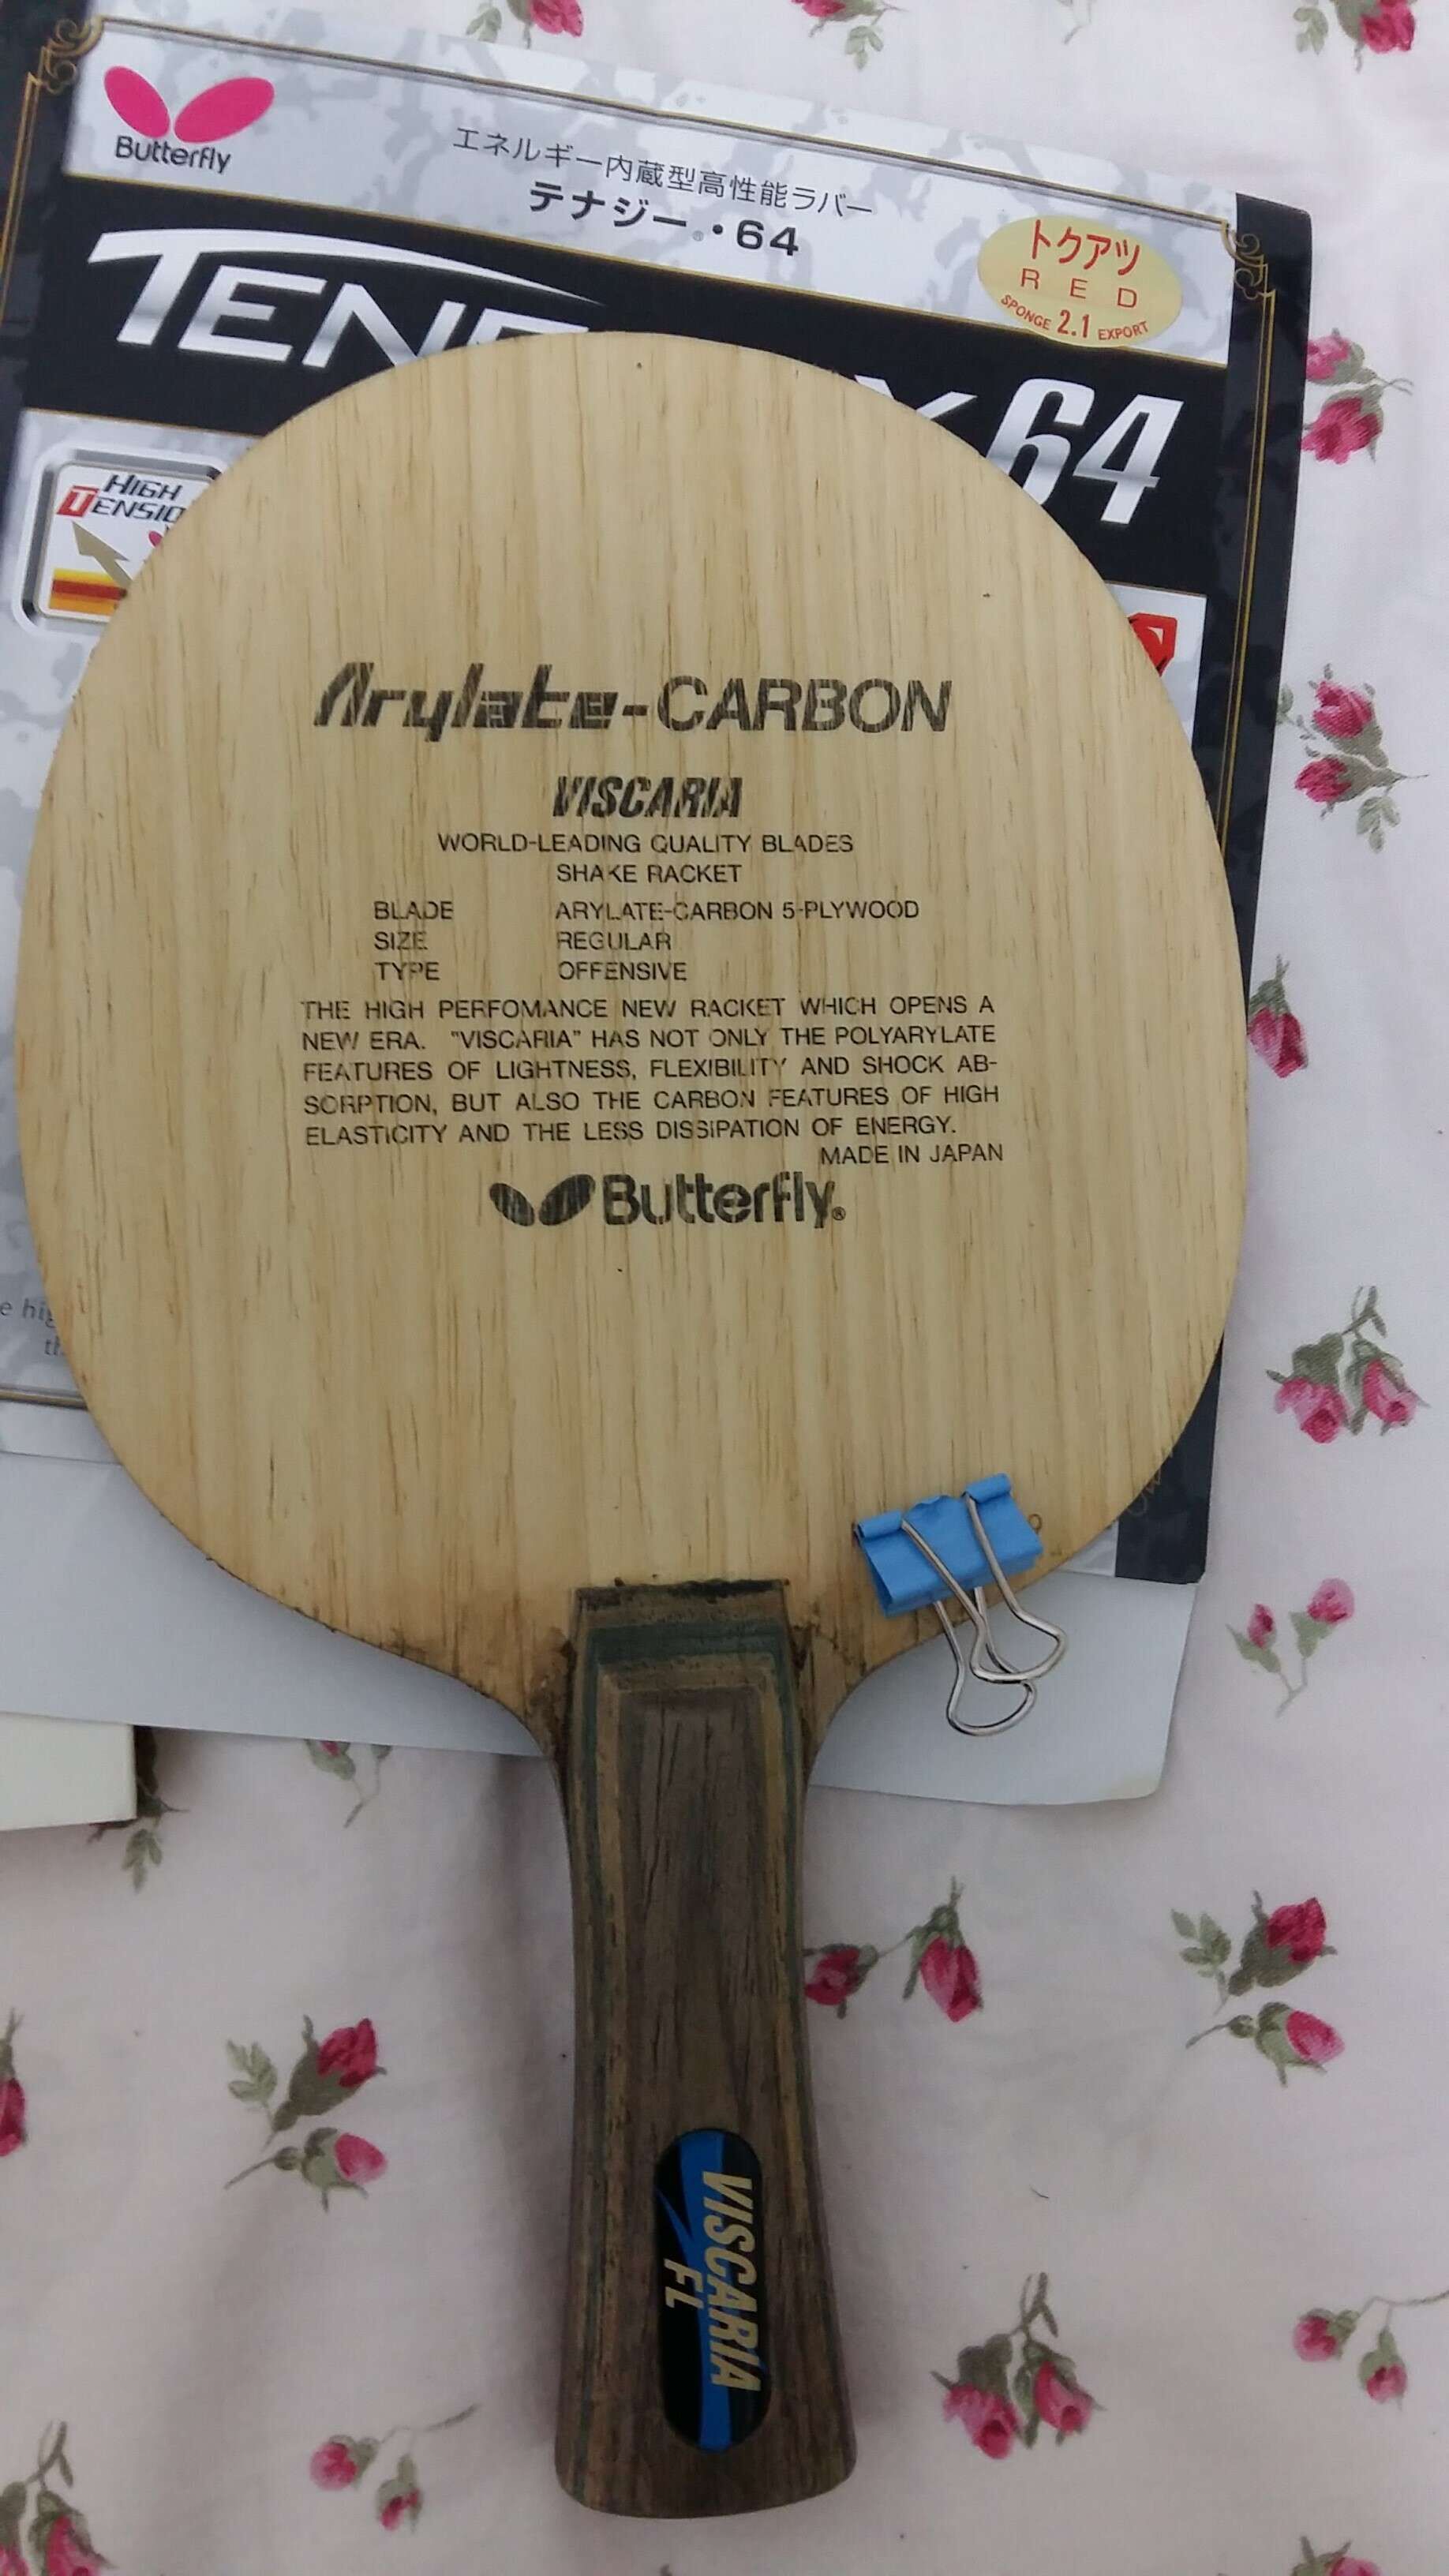 Butterfly
エネルギー内蔵型高性能ラバー
テナジー®・64
トクアツ
RED
SPONGE 2.1 EXPORT
64
HIGH
Arylate-CARBON
VISCARIA
WORLD-LEADING QUALITY BLADES
SHAKE RACKET
BLADE ARYLATE-CARBON 5-PLYWOOD
SIZE REGULAR
TYPE OFFENSIVE
THE HIGH PERFOMANCE NEW RACKET WHICH OPENS A
NEW ERA. "VISCARIA" HAS NOT ONLY THE POLYARYLATE
FEATURES OF LIGHTNESS, FLEXIBILITY AND SHOCK AB-
SORPTION, BUT ALSO THE CARBON FEATURES OF HIGH
ELASTICITY AND THE LESS DISSIPATION OF ENERGY.
MADE IN JAPAN
Butterfly®
VISCARIA
FL